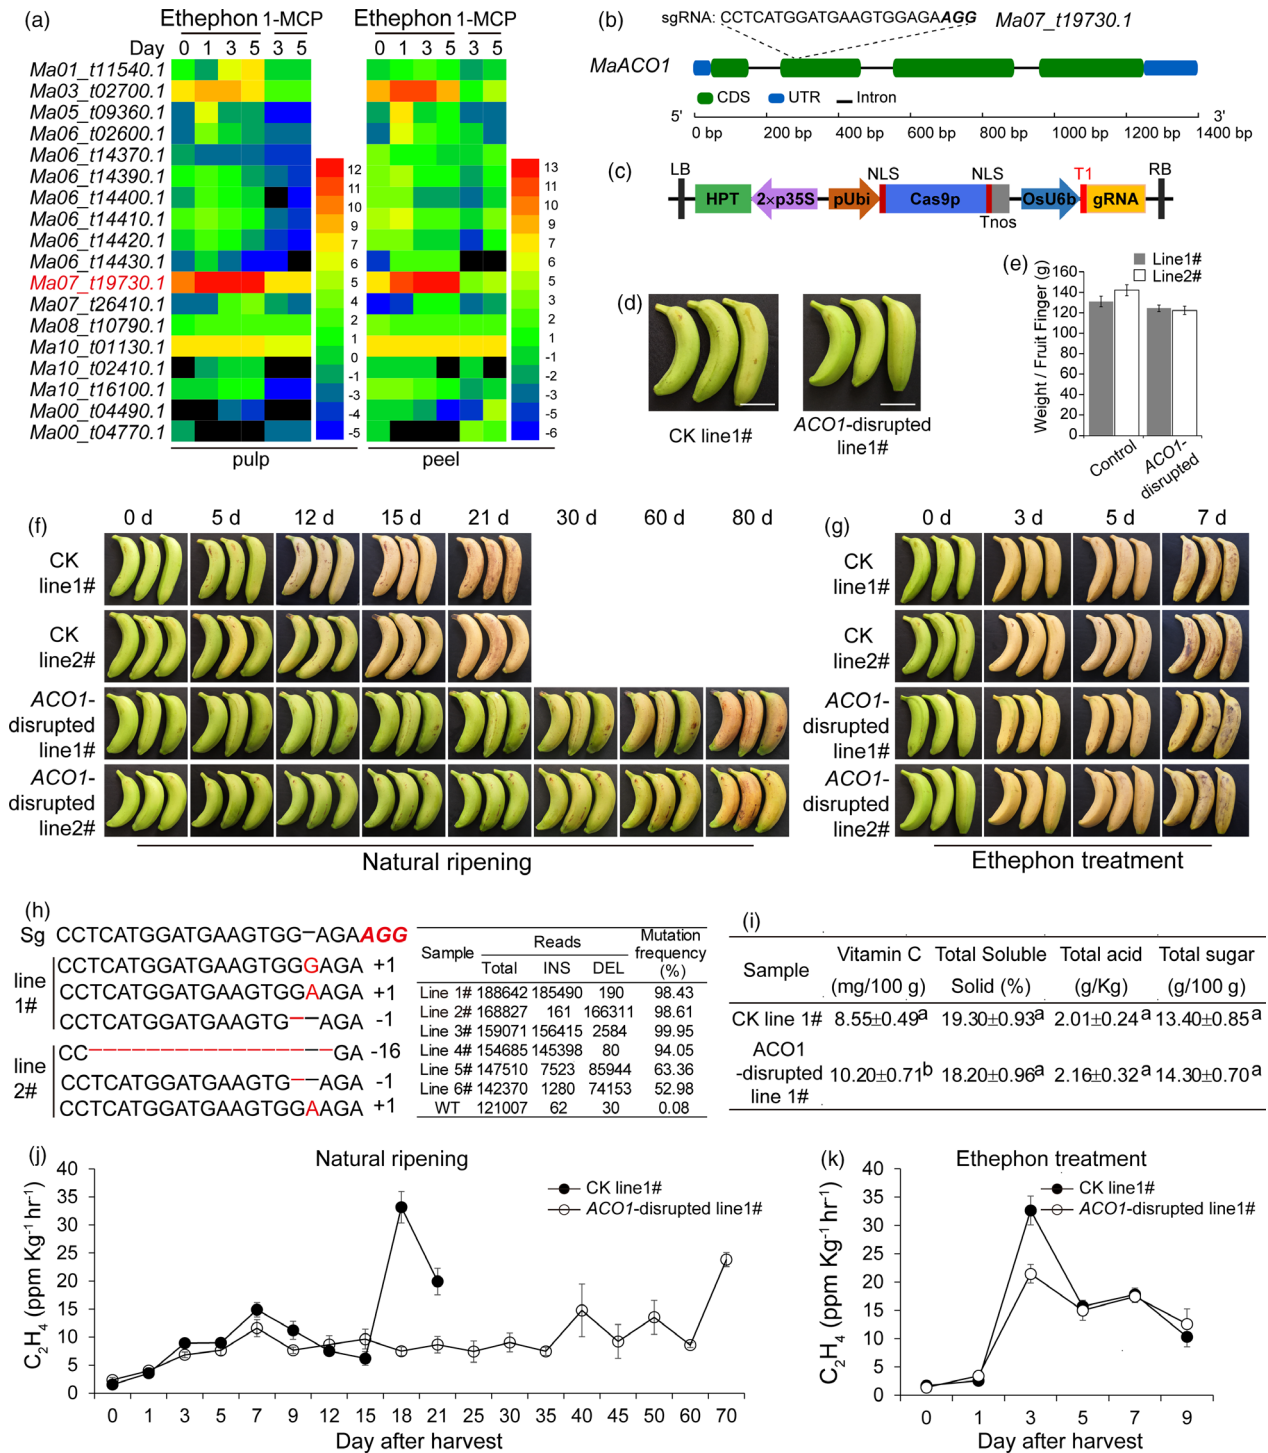 (a)
Ethephon 1-MCP Ethephon 1-MCP
Day 0 1 3 5 3 5 0 1 3 5 3 5
Ma01_t11540.1
Ma03_t02700.1
Ma05_t09360.1
Ma06_t02600.1
Ma06_t14370.1
Ma06_t14390.1
Ma06_t14400.1
Ma06_t14410.1
Ma06_t14420.1
Ma06_t14430.1
Ma07_t19730.1
Ma07_t26410.1
Ma08_t10790.1
Ma10_t01130.1
Ma10_t02410.1
Ma10_t16100.1
Ma00_t04490.1
Ma00_t04770.1
12
11
10
9
7
6
5
4
2
1
0
-1
-3
-4
-5
13
11
10
9
7
6
5
3
2
1
-1
-2
-3
-5
-6
pulp peel
(b)
sgRNA: CCTCATGGATGAAGTGGAGAAGG Ma07_t19730.1
MaACO1
CDS UTR Intron
5' 3'
0 bp 200 bp 400 bp 600 bp 800 bp 1000 bp 1200 bp 1400 bp
(c)
LB NLS NLS T1 RB
HPT 2×p35S pUbi Cas9p OsU6b gRNA
Tnos
(d)
CK line1#
ACO1-disrupted
line1#
(e)
Line1#
Line2#
Weight / Fruit Finger (g)
160
140
120
100
80
60
40
20
0
Control
ACO1-
disrupted
(f)
0 d 5 d 12 d 15 d 21 d 30 d 60 d 80 d
CK
line1#
CK
line2#
ACO1-
disrupted
line1#
ACO1-
disrupted
line2#
Natural ripening
(g)
0 d 3 d 5 d 7 d
CK
line1#
CK
line2#
ACO1-
disrupted
line1#
ACO1-
disrupted
line2#
Ethephon treatment
(h)
Sg CCTCATGGATGAAGTGG–AGAAGG
line
1#
CCTCATGGATGAAGTGGGAGA +1
CCTCATGGATGAAGTGGAAGA +1
CCTCATGGATGAAGTG––AGA -1
line
2#
CC––––––––––––––––GA -16
CCTCATGGATGAAGTG––AGA -1
CCTCATGGATGAAGTGGAAGA +1
Sample Reads Mutation frequency (%)
Total INS DEL
Line 1# 188642 185490 190 98.43
Line 2# 168827 161 166311 98.61
Line 3# 159071 156415 2584 99.95
Line 4# 154685 145398 80 94.05
Line 5# 147510 7523 85944 63.36
Line 6# 142370 1280 74153 52.98
WT 121007 62 30 0.08
(i)
Sample Vitamin C (mg/100 g) Total Soluble Solid (%) Total acid (g/Kg) Total sugar (g/100 g)
CK line 1# 8.55±0.49a 19.30±0.93a 2.01±0.24a 13.40±0.85a
ACO1
-disrupted 10.20±0.71b 18.20±0.96a 2.16±0.32a 14.30±0.70a
line 1#
(j)
Natural ripening
CK line1#
ACO1-disrupted line1#
C2H4 (ppm Kg-1 hr-1)
40
35
30
25
20
15
10
5
0
0 1 3 5 7 9 12 15 18 21 25 30 35 40 45 50 60 70
Day after harvest
(k)
Ethephon treatment
CK line1#
ACO1-disrupted line1#
C2H4 (ppm Kg-1 hr-1)
40
35
30
25
20
15
10
5
0
0 1 3 5 7 9
Day after harvest